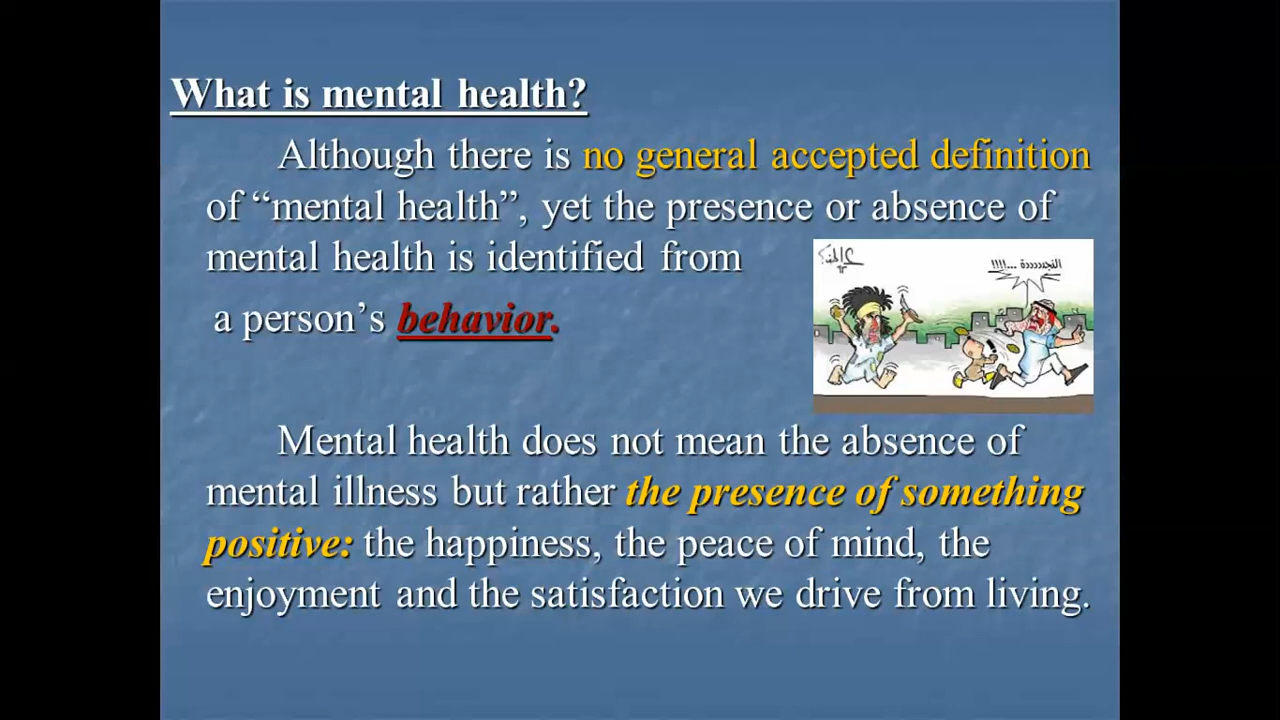 What is mental health?
Although there is no general accepted definition
of “mental health”, yet the presence or absence of
mental health is identified from
a person’s behavior.
النجددددة ...!!!!
Mental health does not mean the absence of
mental illness but rather the presence of something
positive: the happiness, the peace of mind, the
enjoyment and the satisfaction we drive from living.